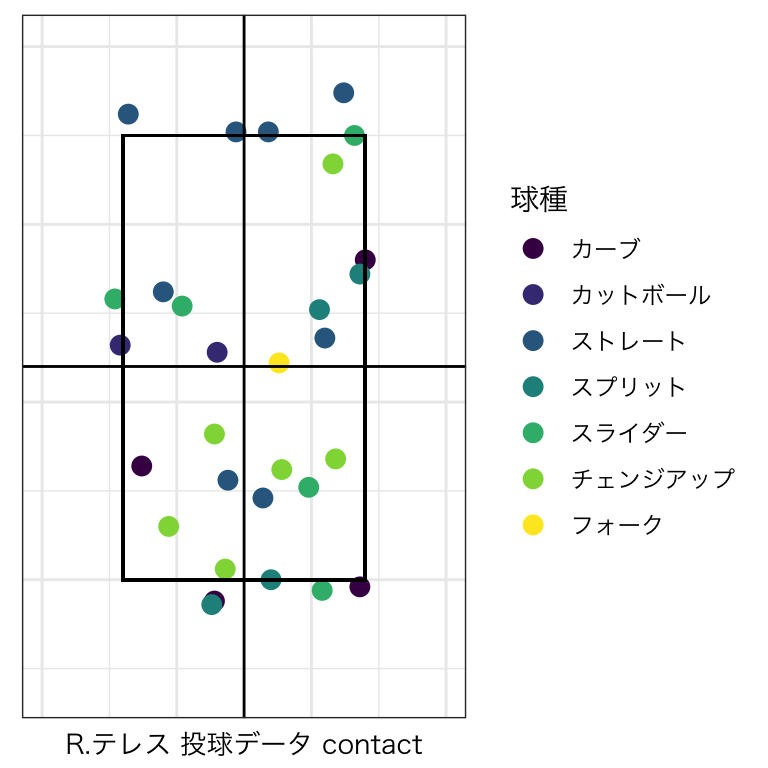 球種
カーブ
カットボール
ストレート
スプリット
スライダー
チェンジアップ
フォーク
R.テレス 投球データ contact